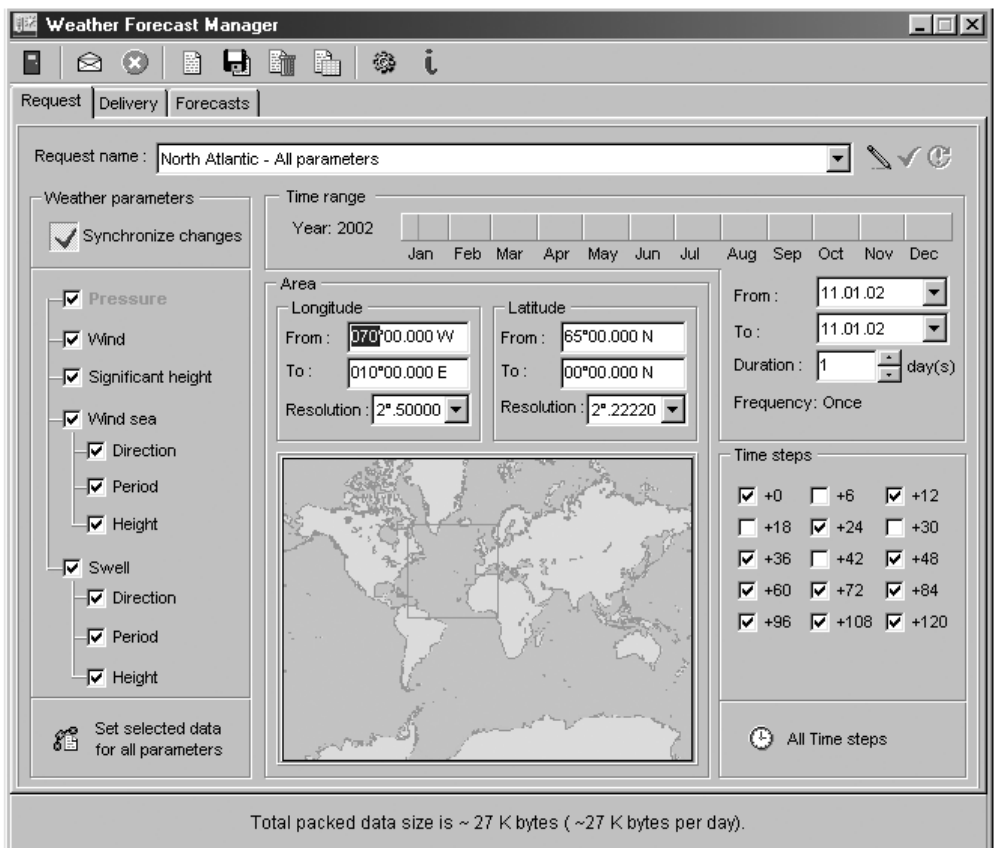 Weather Forecast Manager
Request Delivery Forecasts
Request name : North Atlantic - All parameters
Weather parameters
Synchronize changes
Pressure
Wind
Significant height
Wind sea
Direction
Period
Height
Swell
Direction
Period
Height
Set selected data
for all parameters
Time range
Year: 2002
Jan Feb Mar Apr May Jun Jul Aug Sep Oct Nov Dec
Area
Longitude
From : 070°00.000 W
To : 010°00.000 E
Resolution : 2°.50000
Latitude
From : 65°00.000 N
To : 00°00.000 N
Resolution : 2°.22220
From : 11.01.02
To : 11.01.02
Duration : 1 day(s)
Frequency: Once
Time steps
+0 +6 +12
+18 +24 +30
+36 +42 +48
+60 +72 +84
+96 +108 +120
All Time steps
Total packed data size is ~ 27 K bytes ( ~27 K bytes per day).